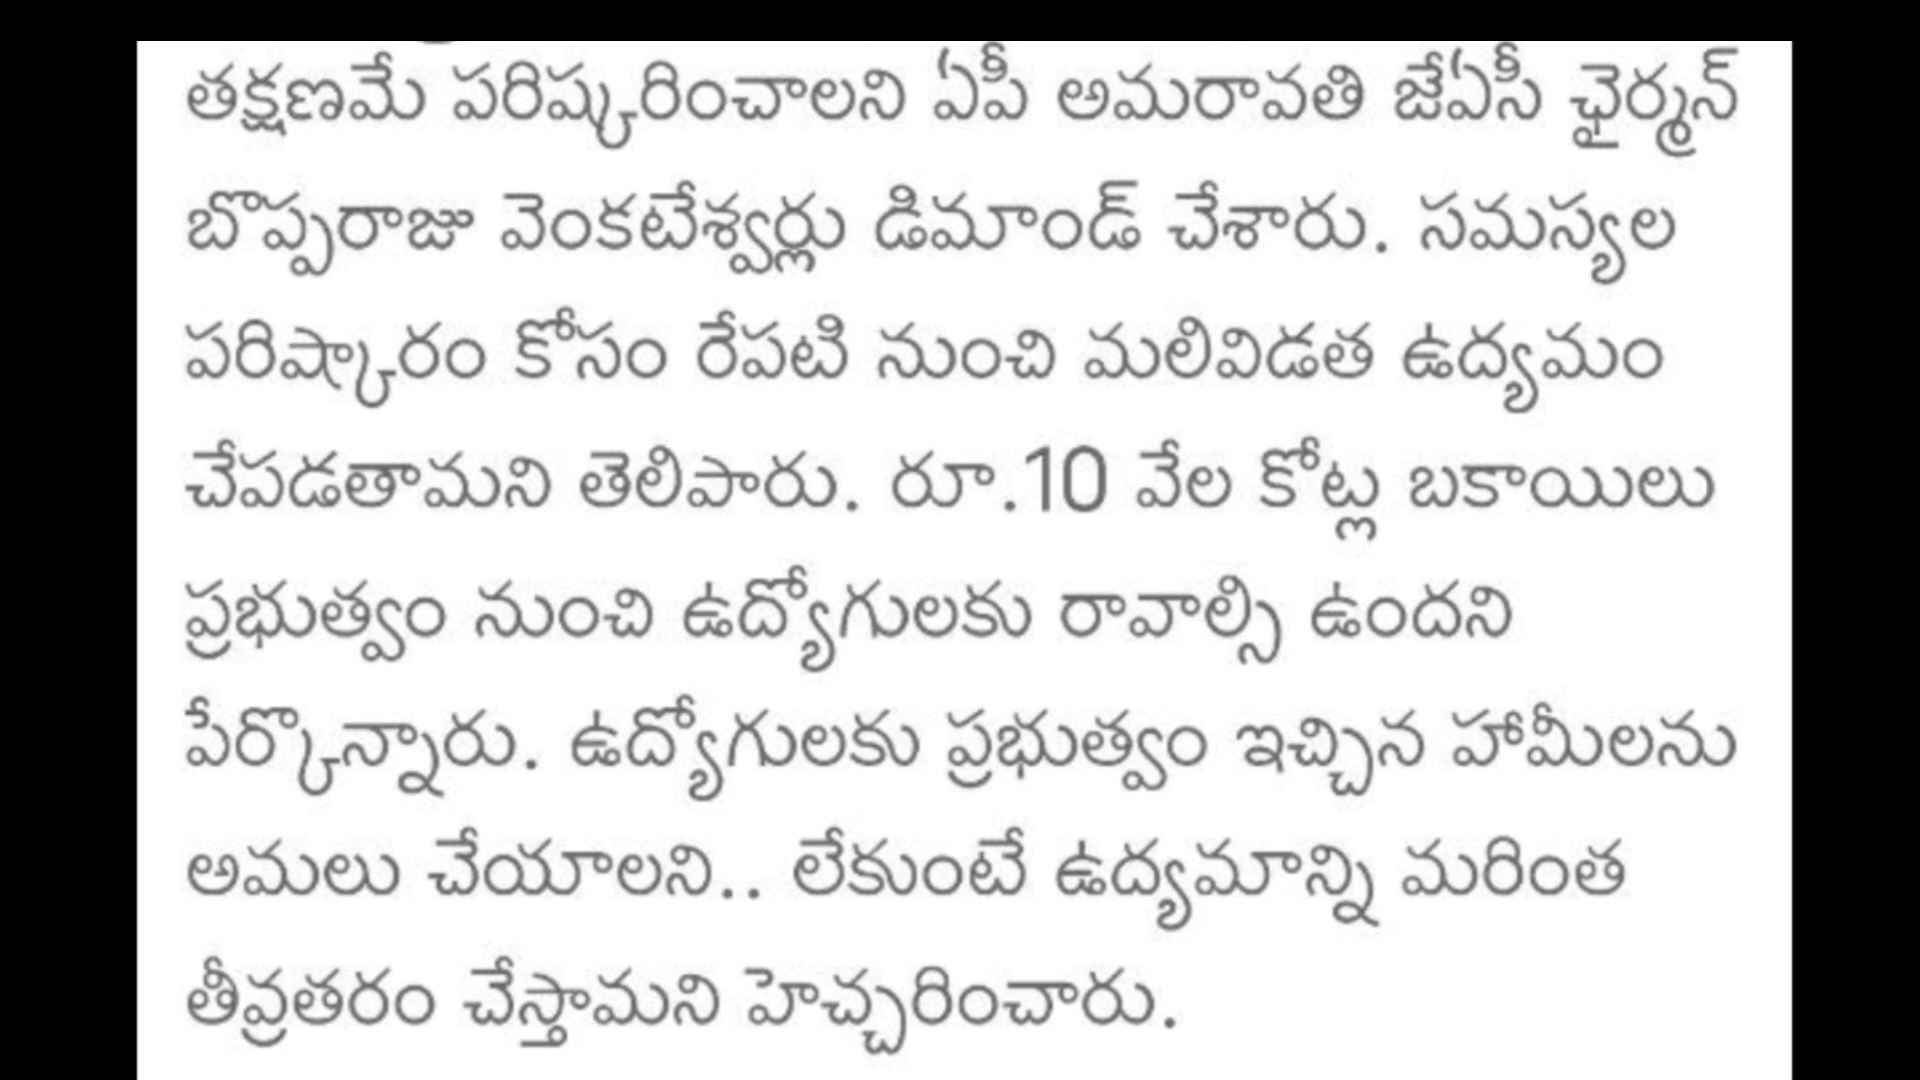 తక్షణమే పరిష్కరించాలని ఏపీ అమరావతి జేఏసీ ఛైర్మన్
బొప్పరాజు వెంకటేశ్వర్లు డిమాండ్ చేశారు. సమస్యల
పరిష్కారం కోసం రేపటి నుంచి మలివిడత ఉద్యమం
చేపడతామని తెలిపారు. రూ.10 వేల కోట్ల బకాయిలు
ప్రభుత్వం నుంచి ఉద్యోగులకు రావాల్సి ఉందని
పేర్కొన్నారు. ఉద్యోగులకు ప్రభుత్వం ఇచ్చిన హామీలను
అమలు చేయాలని.. లేకుంటే ఉద్యమాన్ని మరింత
తీవ్రతరం చేస్తామని హెచ్చరించారు.